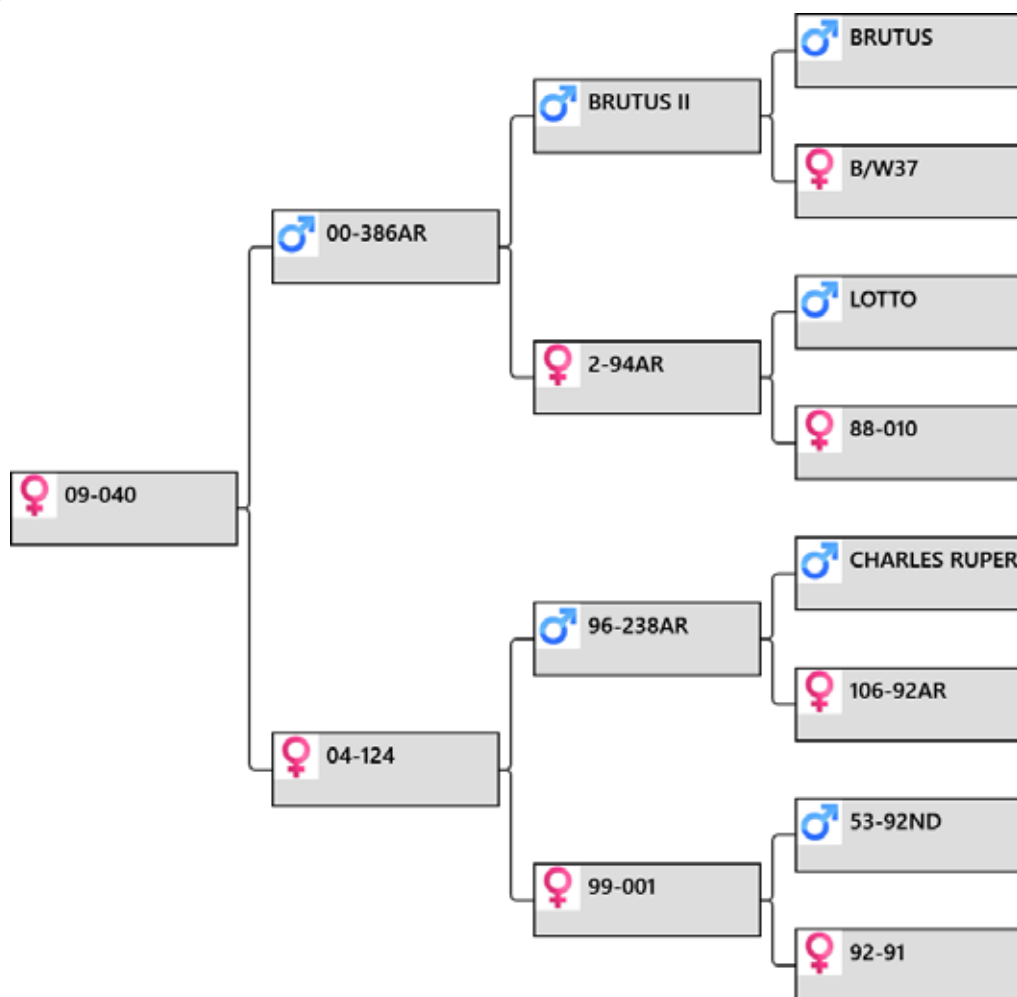 BRUTUS
BRUTUS II
B/W37
00-386AR
LOTTO
2-94AR
88-010
09-040
CHARLES RUPER
96-238AR
106-92AR
04-124
53-92ND
99-001
92-91